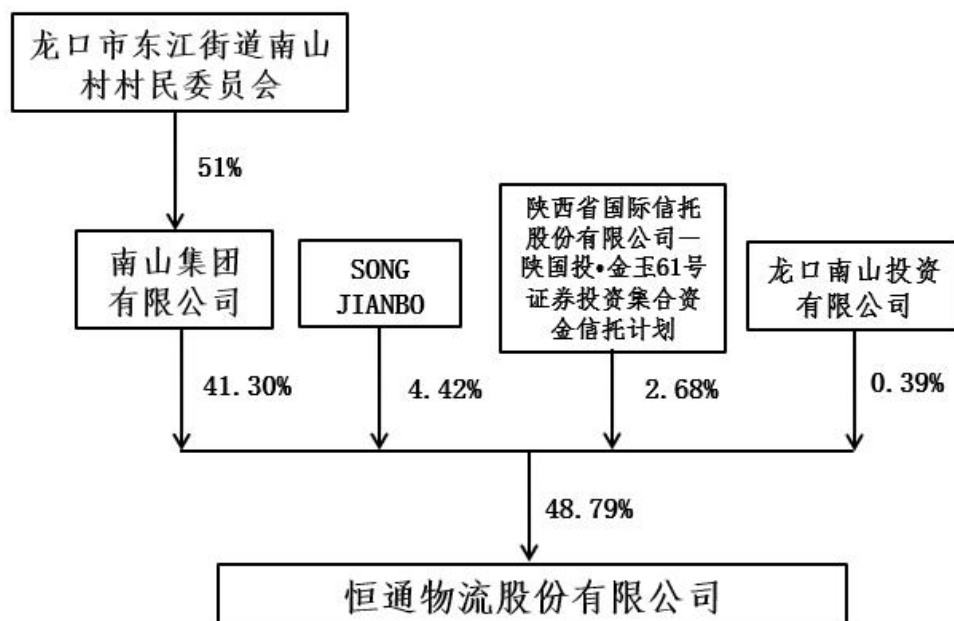 龙口市东江街道南山
村村民委员会
51%
南山集团
有限公司
SONG
JIANBO
陕西省国际信托
股份有限公司—
陕国投•金玉61号
证券投资集合资
金信托计划
龙口南山投资
有限公司
41.30%
4.42%
2.68%
0.39%
48.79%
恒通物流股份有限公司